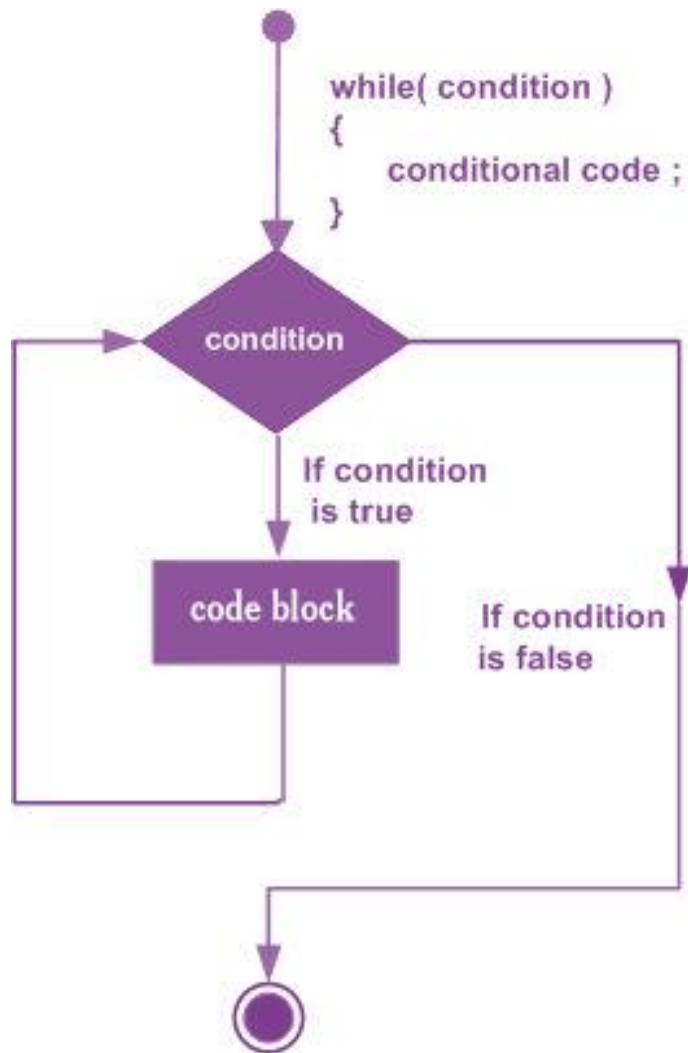 while( condition )
{
conditional code ;
}
condition
If condition
is true
code block
If condition
is false